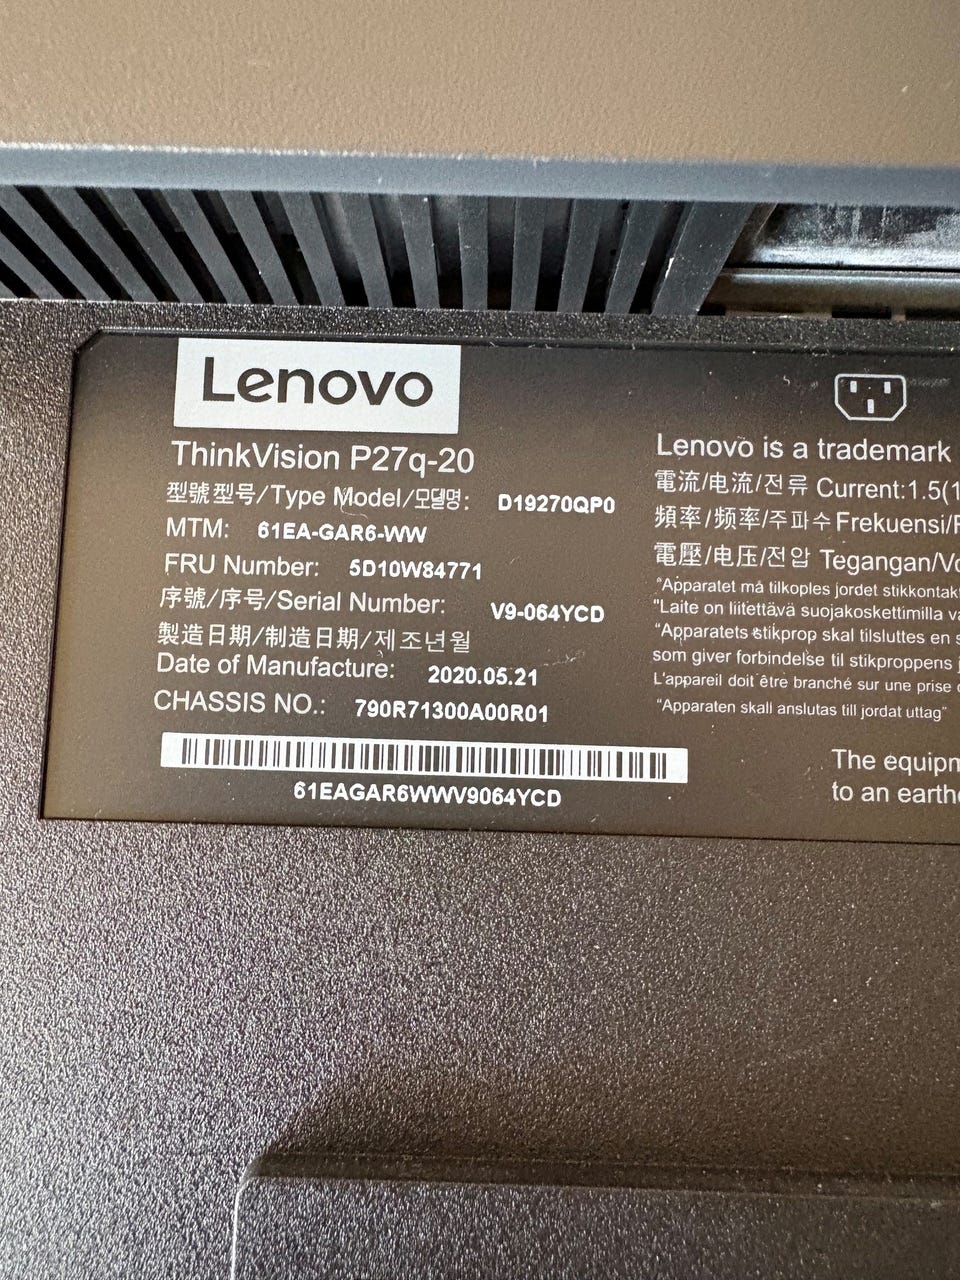 Lenovo
ThinkVision P27q-20
型號型号/Type Model/모델명: D19270QP0
MTM: 61EA-GAR6-WW
FRU Number: 5D10W84771
序號/序号/Serial Number: V9-064YCD
製造日期/制造日期/제조년월
Date of Manufacture: 2020.05.21
CHASSIS NO.: 790R71300A00R01
61EAGAR6WWV9064YCD
Lenovo is a trademark
電流/电流/전류 Current:1.5(1
頻率/频率/주파수 Frekuensi/F
電壓/电压/전압 Tegangan/Vo
"Apparatet må tilkoples jordet stikkontakt
"Laite on liitettävä suojakoskettimilla va
"Apparatets stikprop skal tilsluttes en s
som giver forbindelse til stikproppens j
L'appareil doit être branché sur une prise d
"Apparaten skall anslutas till jordat uttag"
The equipm
to an earthe